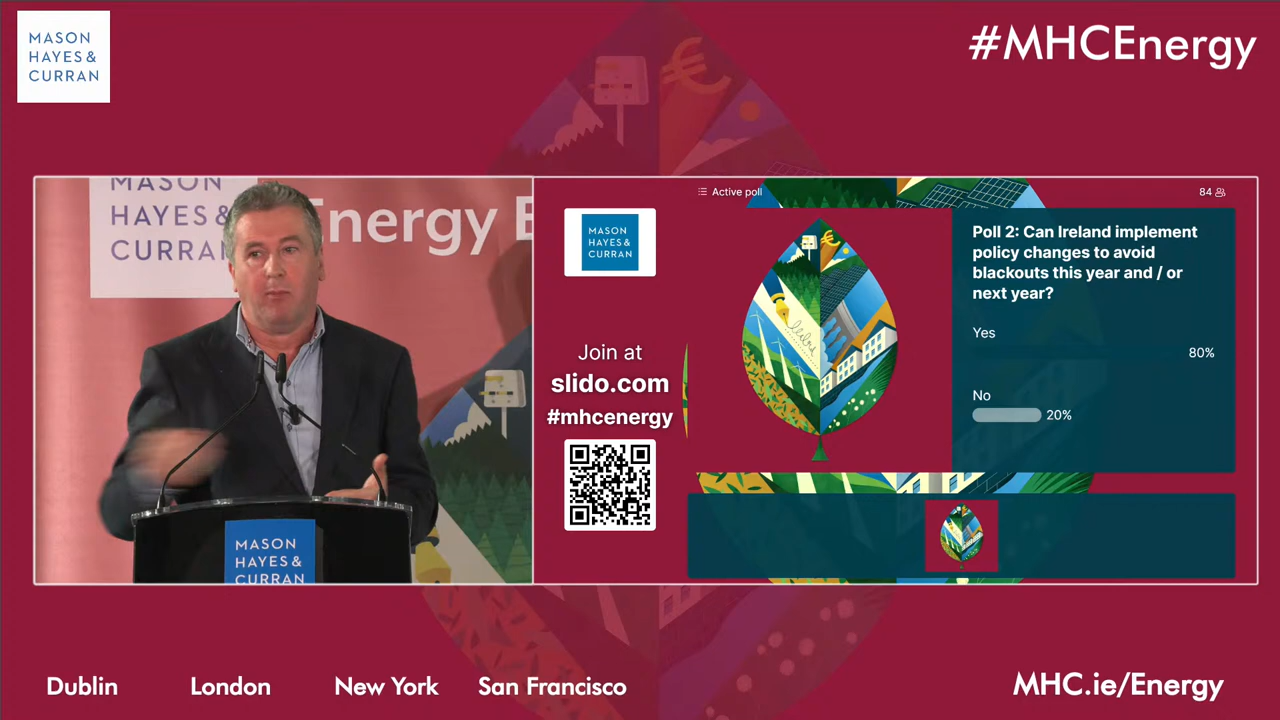 MASON
HAYES &
CURRAN
#MHCEnergy
MASON
HAYES &
CURRAN
Energy E
MASON
HAYES &
CURRAN
MASON
HAYES &
CURRAN
Join at
slido.com
#mhcenergy
Active poll
84
Poll 2: Can Ireland implement
policy changes to avoid
blackouts this year and / or
next year?
Yes
80%
No
20%
Dublin
London
New York
San Francisco
MHC.ie/Energy